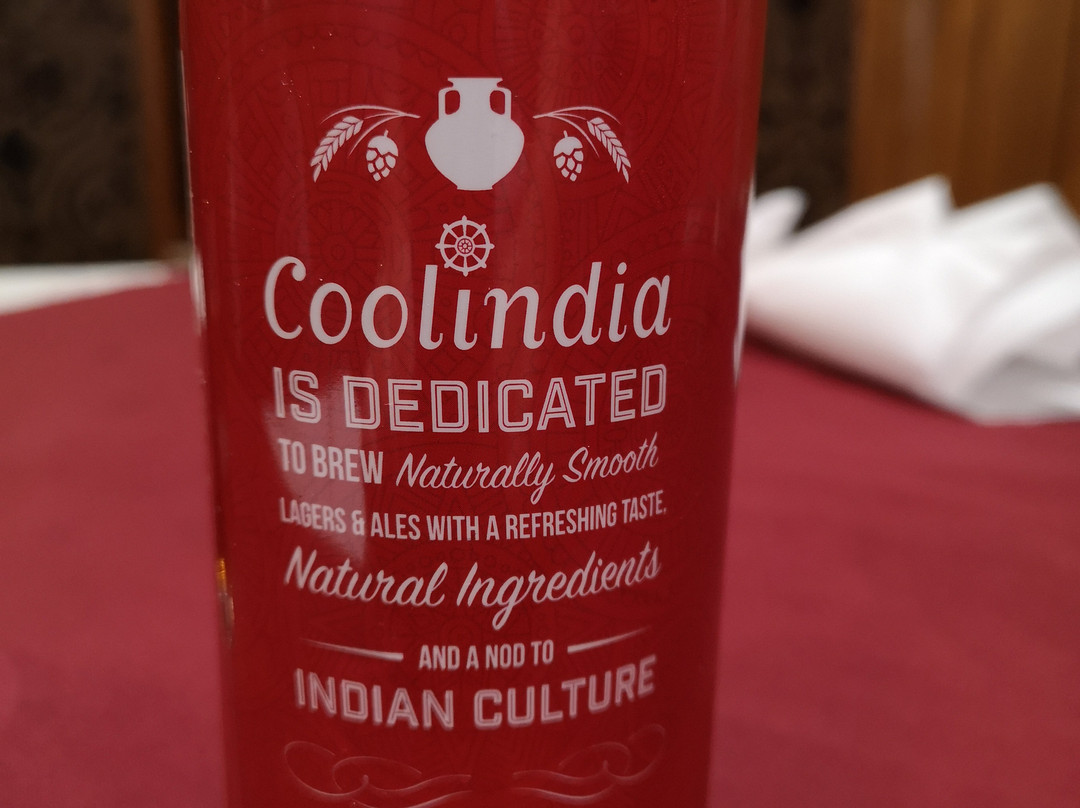 Coolindia
IS DEDICATED
TO BREW Naturally Smooth
LAGERS & ALES WITH A REFRESHING TASTE,
Natural Ingredients
AND A NOD TO
INDIAN CULTURE